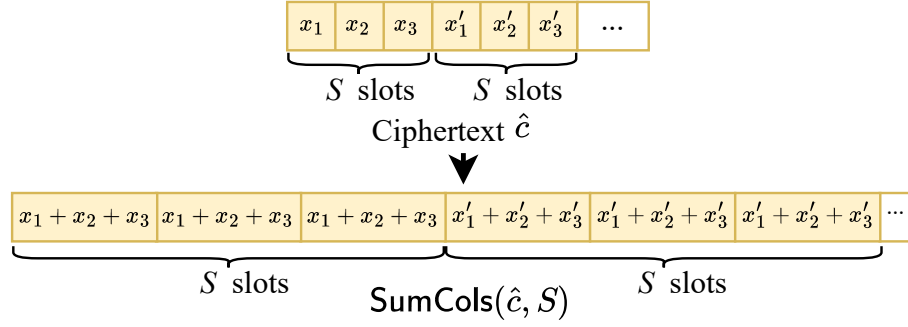 x₁ x₂ x₃ x′₁ x′₂ x′₃ ...
S slots S slots
Ciphertext ĉ
x₁ + x₂ + x₃ x₁ + x₂ + x₃ x₁ + x₂ + x₃ x′₁ + x′₂ + x′₃ x′₁ + x′₂ + x′₃ x′₁ + x′₂ + x′₃ ...
S slots S slots
SumCols(ĉ, S)